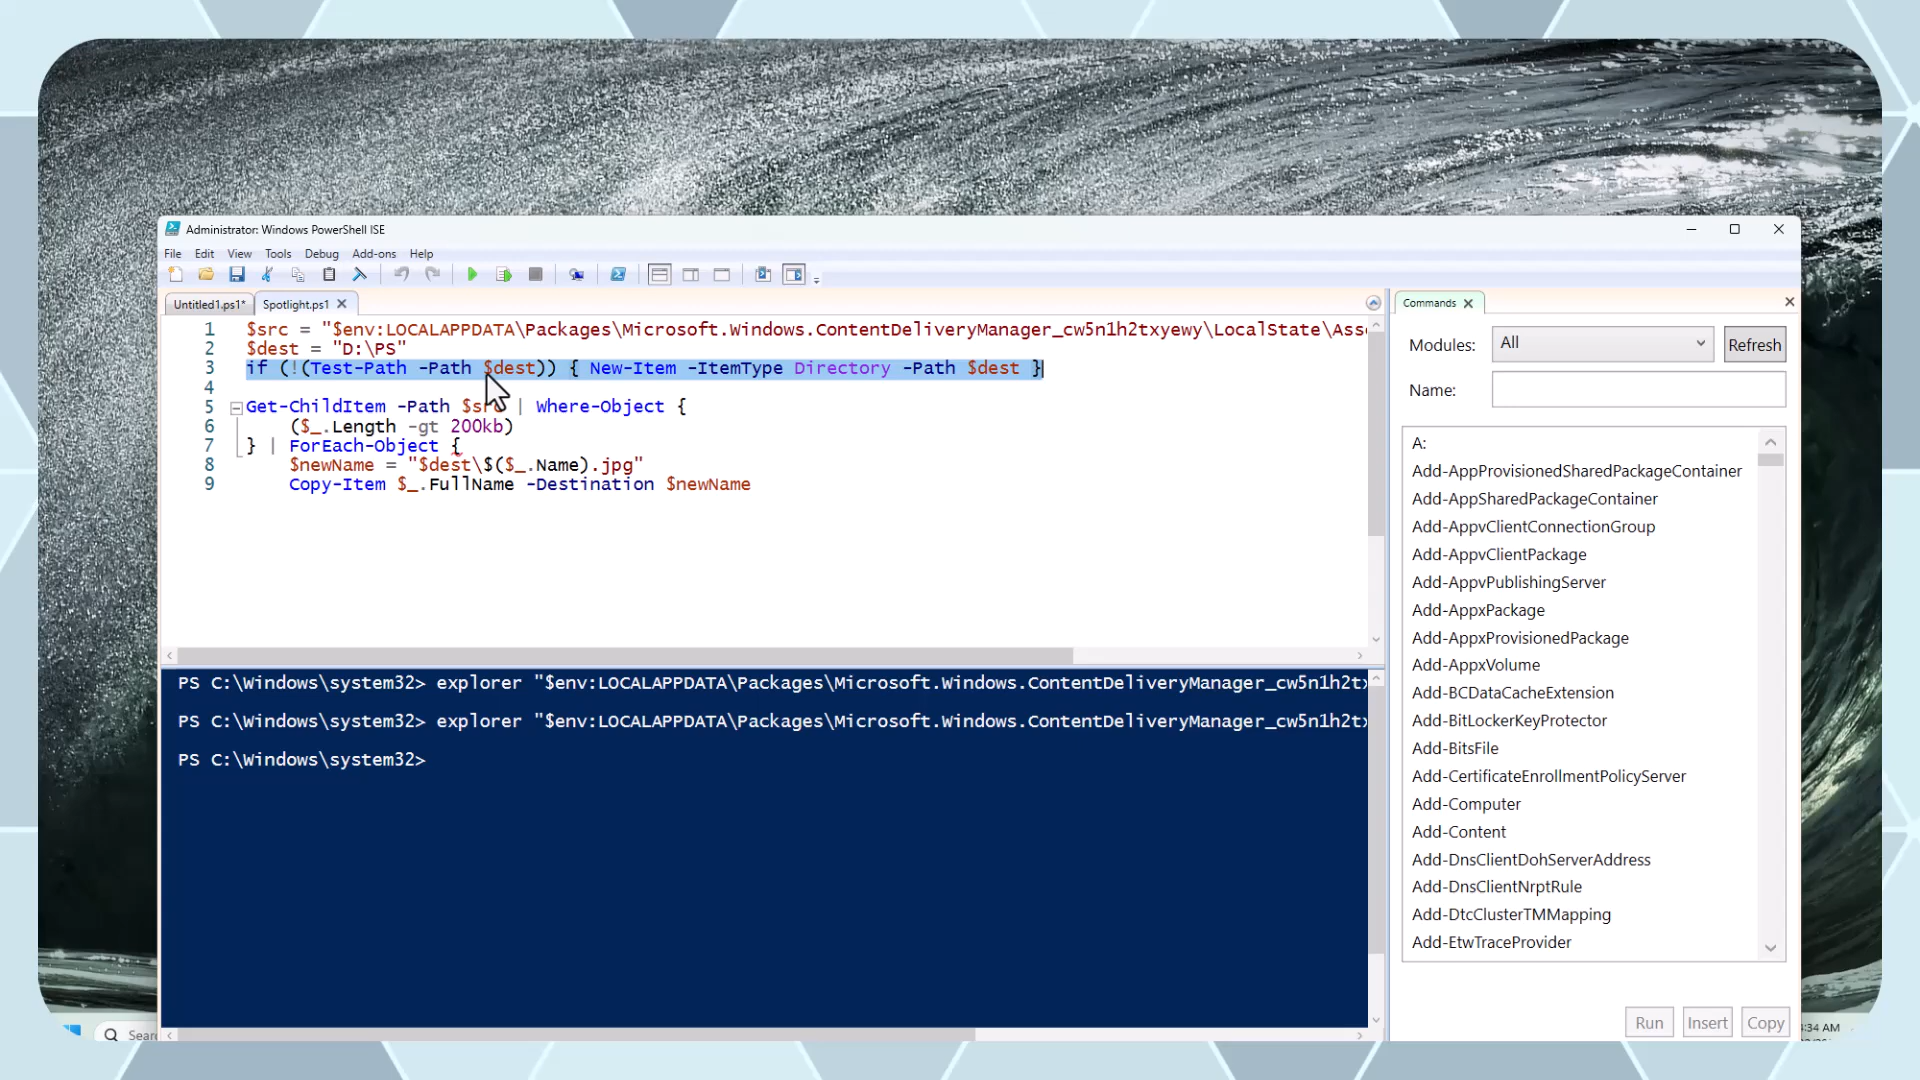 Administrator: Windows PowerShell ISE
File Edit View Tools Debug Add-ons Help
Untitled1.ps1* Spotlight.ps1
1 $src = "$env:LOCALAPPDATA\Packages\Microsoft.Windows.ContentDeliveryManager_cw5n1h2txyewy\LocalState\Asse
2 $dest = "D:\PS"
3 if (!(Test-Path -Path $dest)) { New-Item -ItemType Directory -Path $dest }
4
5 Get-ChildItem -Path $src | Where-Object {
6 ($_.Length -gt 200kb)
7 } | ForEach-Object {
8 $newName = "$dest\$($_.Name).jpg"
9 Copy-Item $_.FullName -Destination $newName
PS C:\Windows\system32> explorer "$env:LOCALAPPDATA\Packages\Microsoft.Windows.ContentDeliveryManager_cw5n1h2tx
PS C:\Windows\system32> explorer "$env:LOCALAPPDATA\Packages\Microsoft.Windows.ContentDeliveryManager_cw5n1h2tx
PS C:\Windows\system32>
Commands
Modules: All Refresh
Name:
A:
Add-AppProvisionedSharedPackageContainer
Add-AppSharedPackageContainer
Add-AppvClientConnectionGroup
Add-AppvClientPackage
Add-AppvPublishingServer
Add-AppxPackage
Add-AppxProvisionedPackage
Add-AppxVolume
Add-BCDataCacheExtension
Add-BitLockerKeyProtector
Add-BitsFile
Add-CertificateEnrollmentPolicyServer
Add-Computer
Add-Content
Add-DnsClientDohServerAddress
Add-DnsClientNrptRule
Add-DtcClusterTMMapping
Add-EtwTraceProvider
Run Insert Copy
Sear
:34 AM